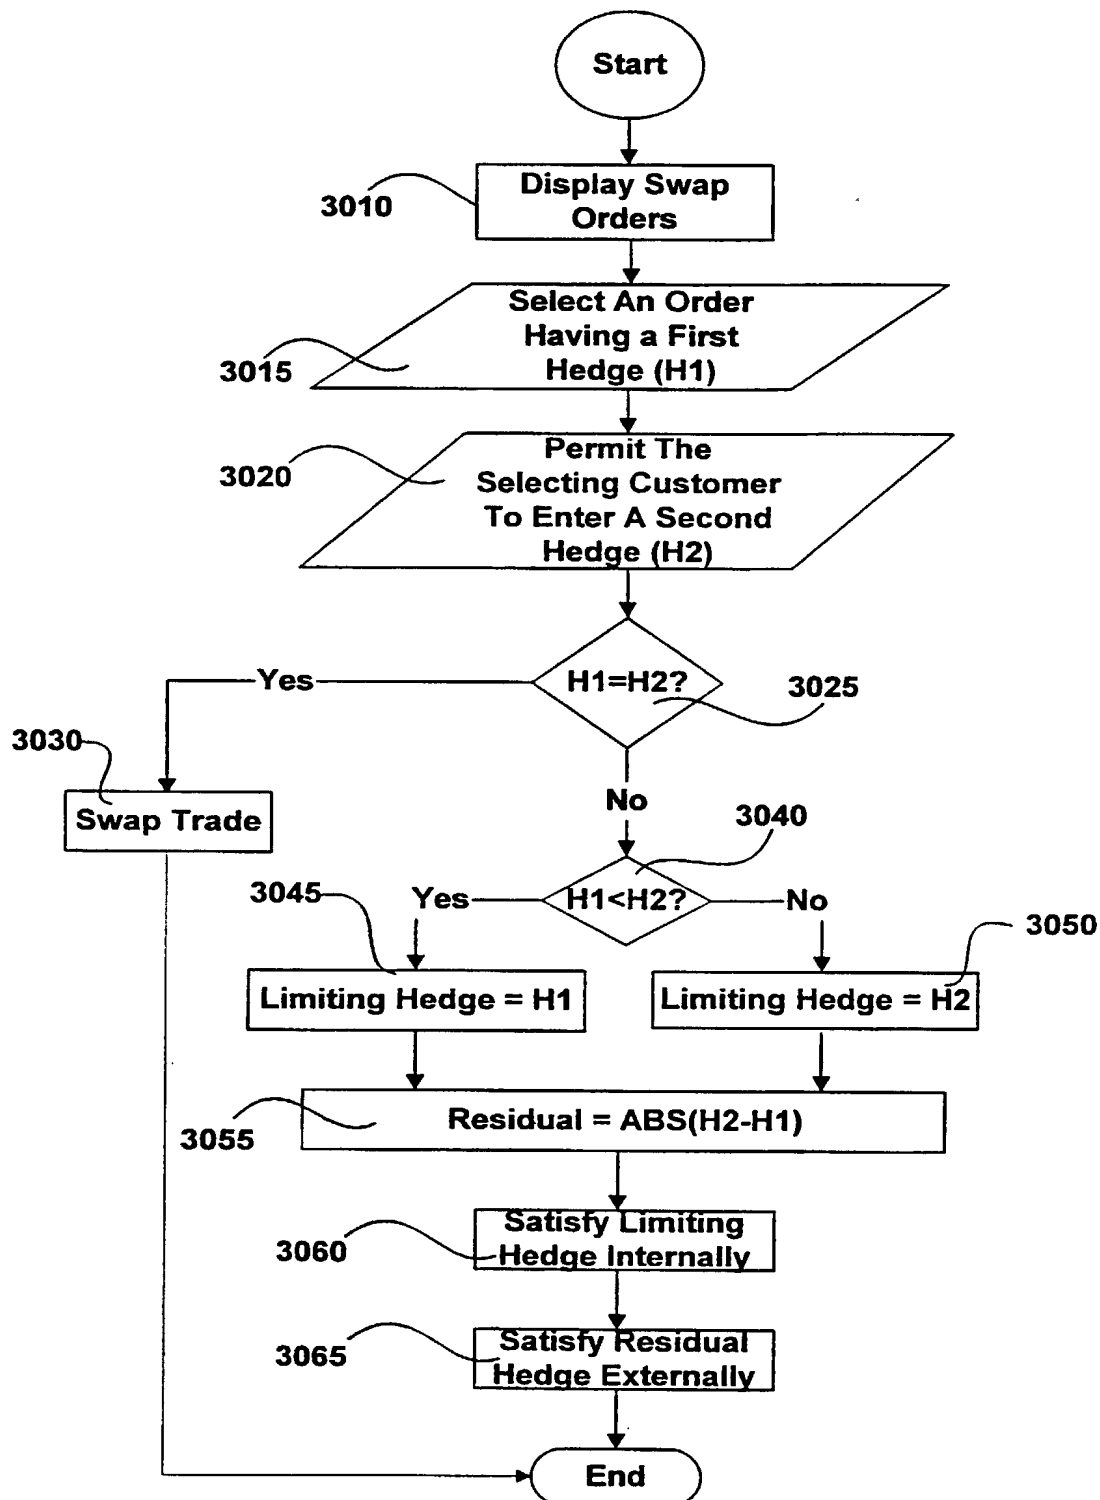 Start
Display Swap
Orders
3010
Select An Order
Having a First
Hedge (H1)
3015
Permit The
Selecting Customer
To Enter A Second
Hedge (H2)
3020
H1=H2?
3025
Yes
3030
Swap Trade
No
3040
H1<H2?
Yes
No
3045
3050
Limiting Hedge = H1
Limiting Hedge = H2
Residual = ABS(H2-H1)
3055
Satisfy Limiting
Hedge Internally
3060
Satisfy Residual
Hedge Externally
3065
End